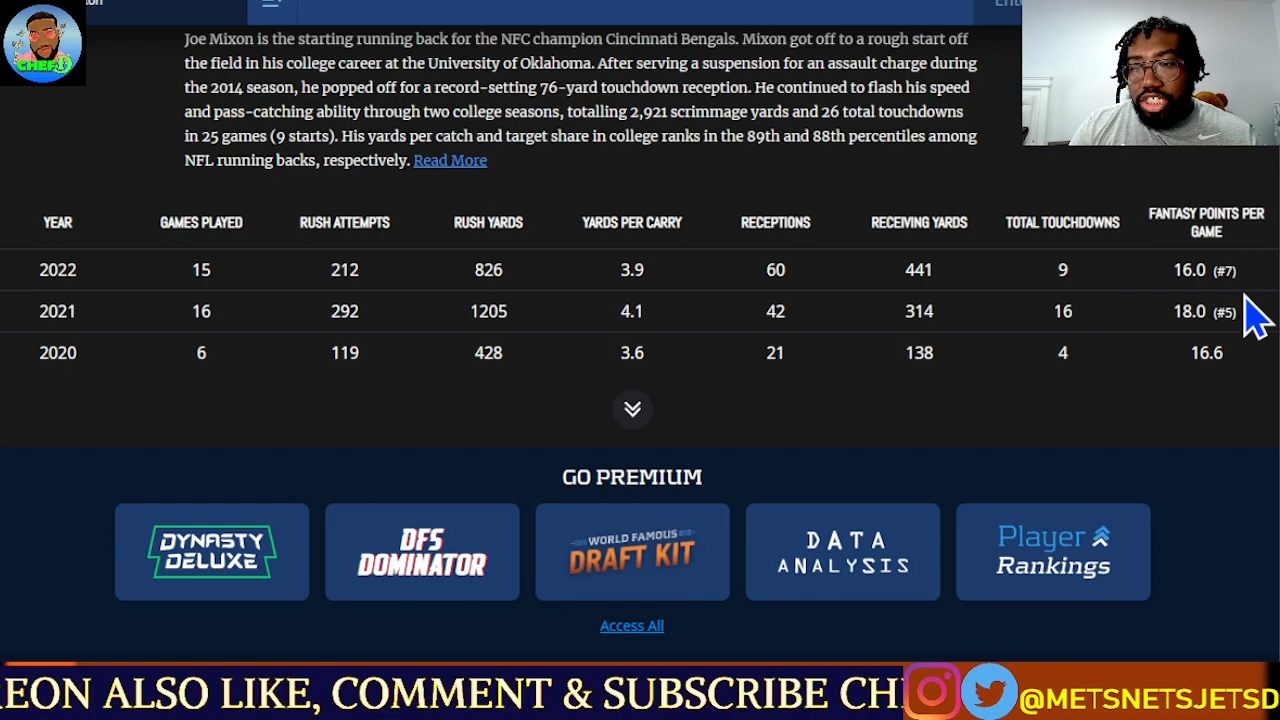 on
Ente
CHEF
Joe Mixon is the starting running back for the NFC champion Cincinnati Bengals. Mixon got off to a rough start off
the field in his college career at the University of Oklahoma. After serving a suspension for an assault charge during
the 2014 season, he popped off for a record-setting 76-yard touchdown reception. He continued to flash his speed
and pass-catching ability through two college seasons, totalling 2,921 scrimmage yards and 26 total touchdowns
in 25 games (9 starts). His yards per catch and target share in college ranks in the 89th and 88th percentiles among
NFL running backs, respectively. Read More
YEAR GAMES PLAYED RUSH ATTEMPTS RUSH YARDS YARDS PER CARRY RECEPTIONS RECEIVING YARDS TOTAL TOUCHDOWNS FANTASY POINTS PER GAME
2022 15 212 826 3.9 60 441 9 16.0 (#7)
2021 16 292 1205 4.1 42 314 16 18.0 (#5)
2020 6 119 428 3.6 21 138 4 16.6
GO PREMIUM
DYNASTY DELUXE
DFS DOMINATOR
WORLD FAMOUS DRAFT KIT
DATA ANALYSIS
Player Rankings
Access All
REON ALSO LIKE, COMMENT & SUBSCRIBE CH
@METSNETSJETSD